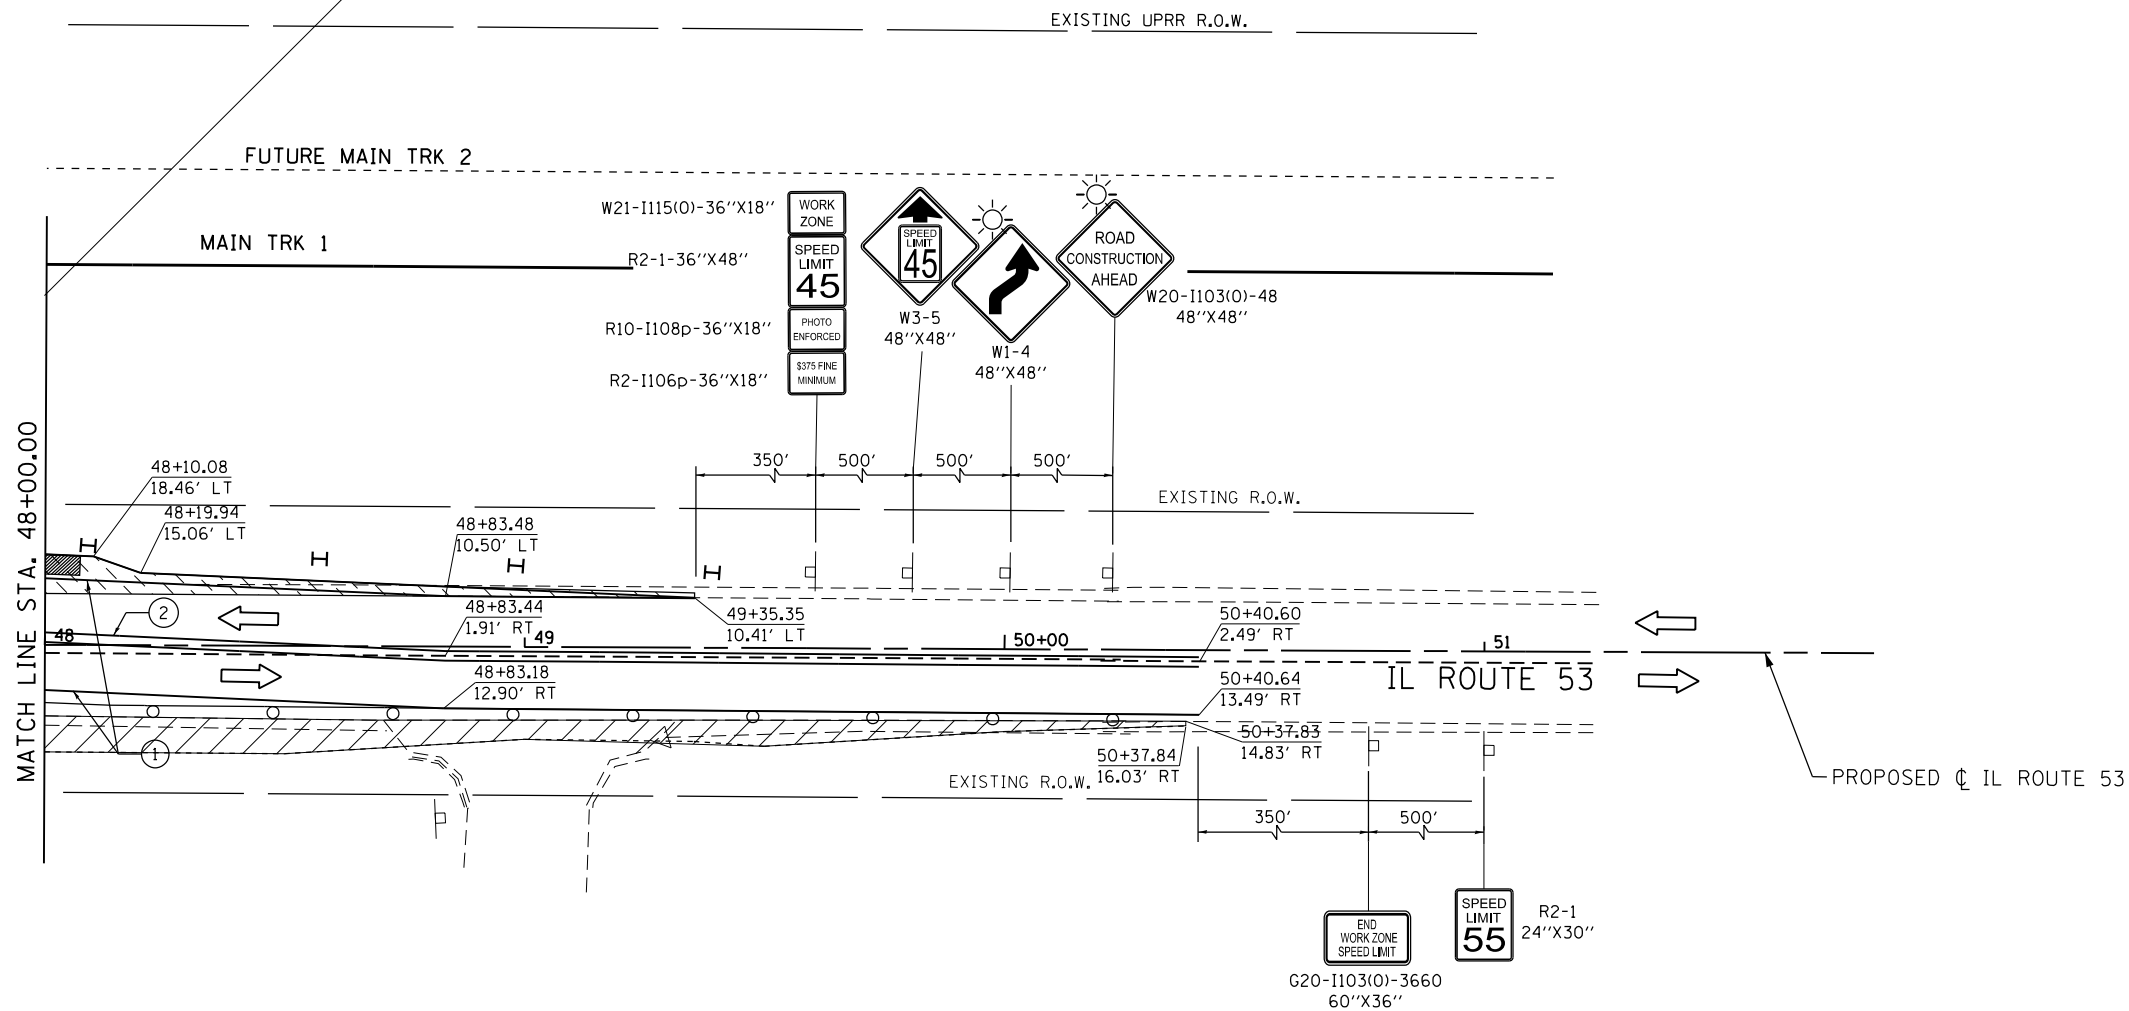 EXISTING UPRR R.O.W.
FUTURE MAIN TRK 2
MAIN TRK 1
W21-I115(O)-36''X18''
WORK
ZONE
R2-1-36''X48''
SPEED
LIMIT
45
R10-I108p-36''X18''
PHOTO
ENFORCED
R2-I106p-36''X18''
$375 FINE
MINIMUM
SPEED
LIMIT
45
W3-5
48''X48''
W1-4
48''X48''
ROAD
CONSTRUCTION
AHEAD
W20-I103(O)-48
48''X48''
350'
500'
500'
500'
EXISTING R.O.W.
MATCH LINE STA. 48+00.00
48+10.08
18.46' LT
48+19.94
15.06' LT
48+83.48
10.50' LT
48+83.44
1.91' RT
49+35.35
10.41' LT
50+40.60
2.49' RT
2
48
49
50+00
51
48+83.18
12.90' RT
50+40.64
13.49' RT
IL ROUTE 53
1
50+37.83
14.83' RT
50+37.84
16.03' RT
EXISTING R.O.W.
PROPOSED ℄ IL ROUTE 53
350'
500'
END
WORK ZONE
SPEED LIMIT
G20-I103(O)-3660
60''X36''
SPEED
LIMIT
55
R2-1
24''X30''